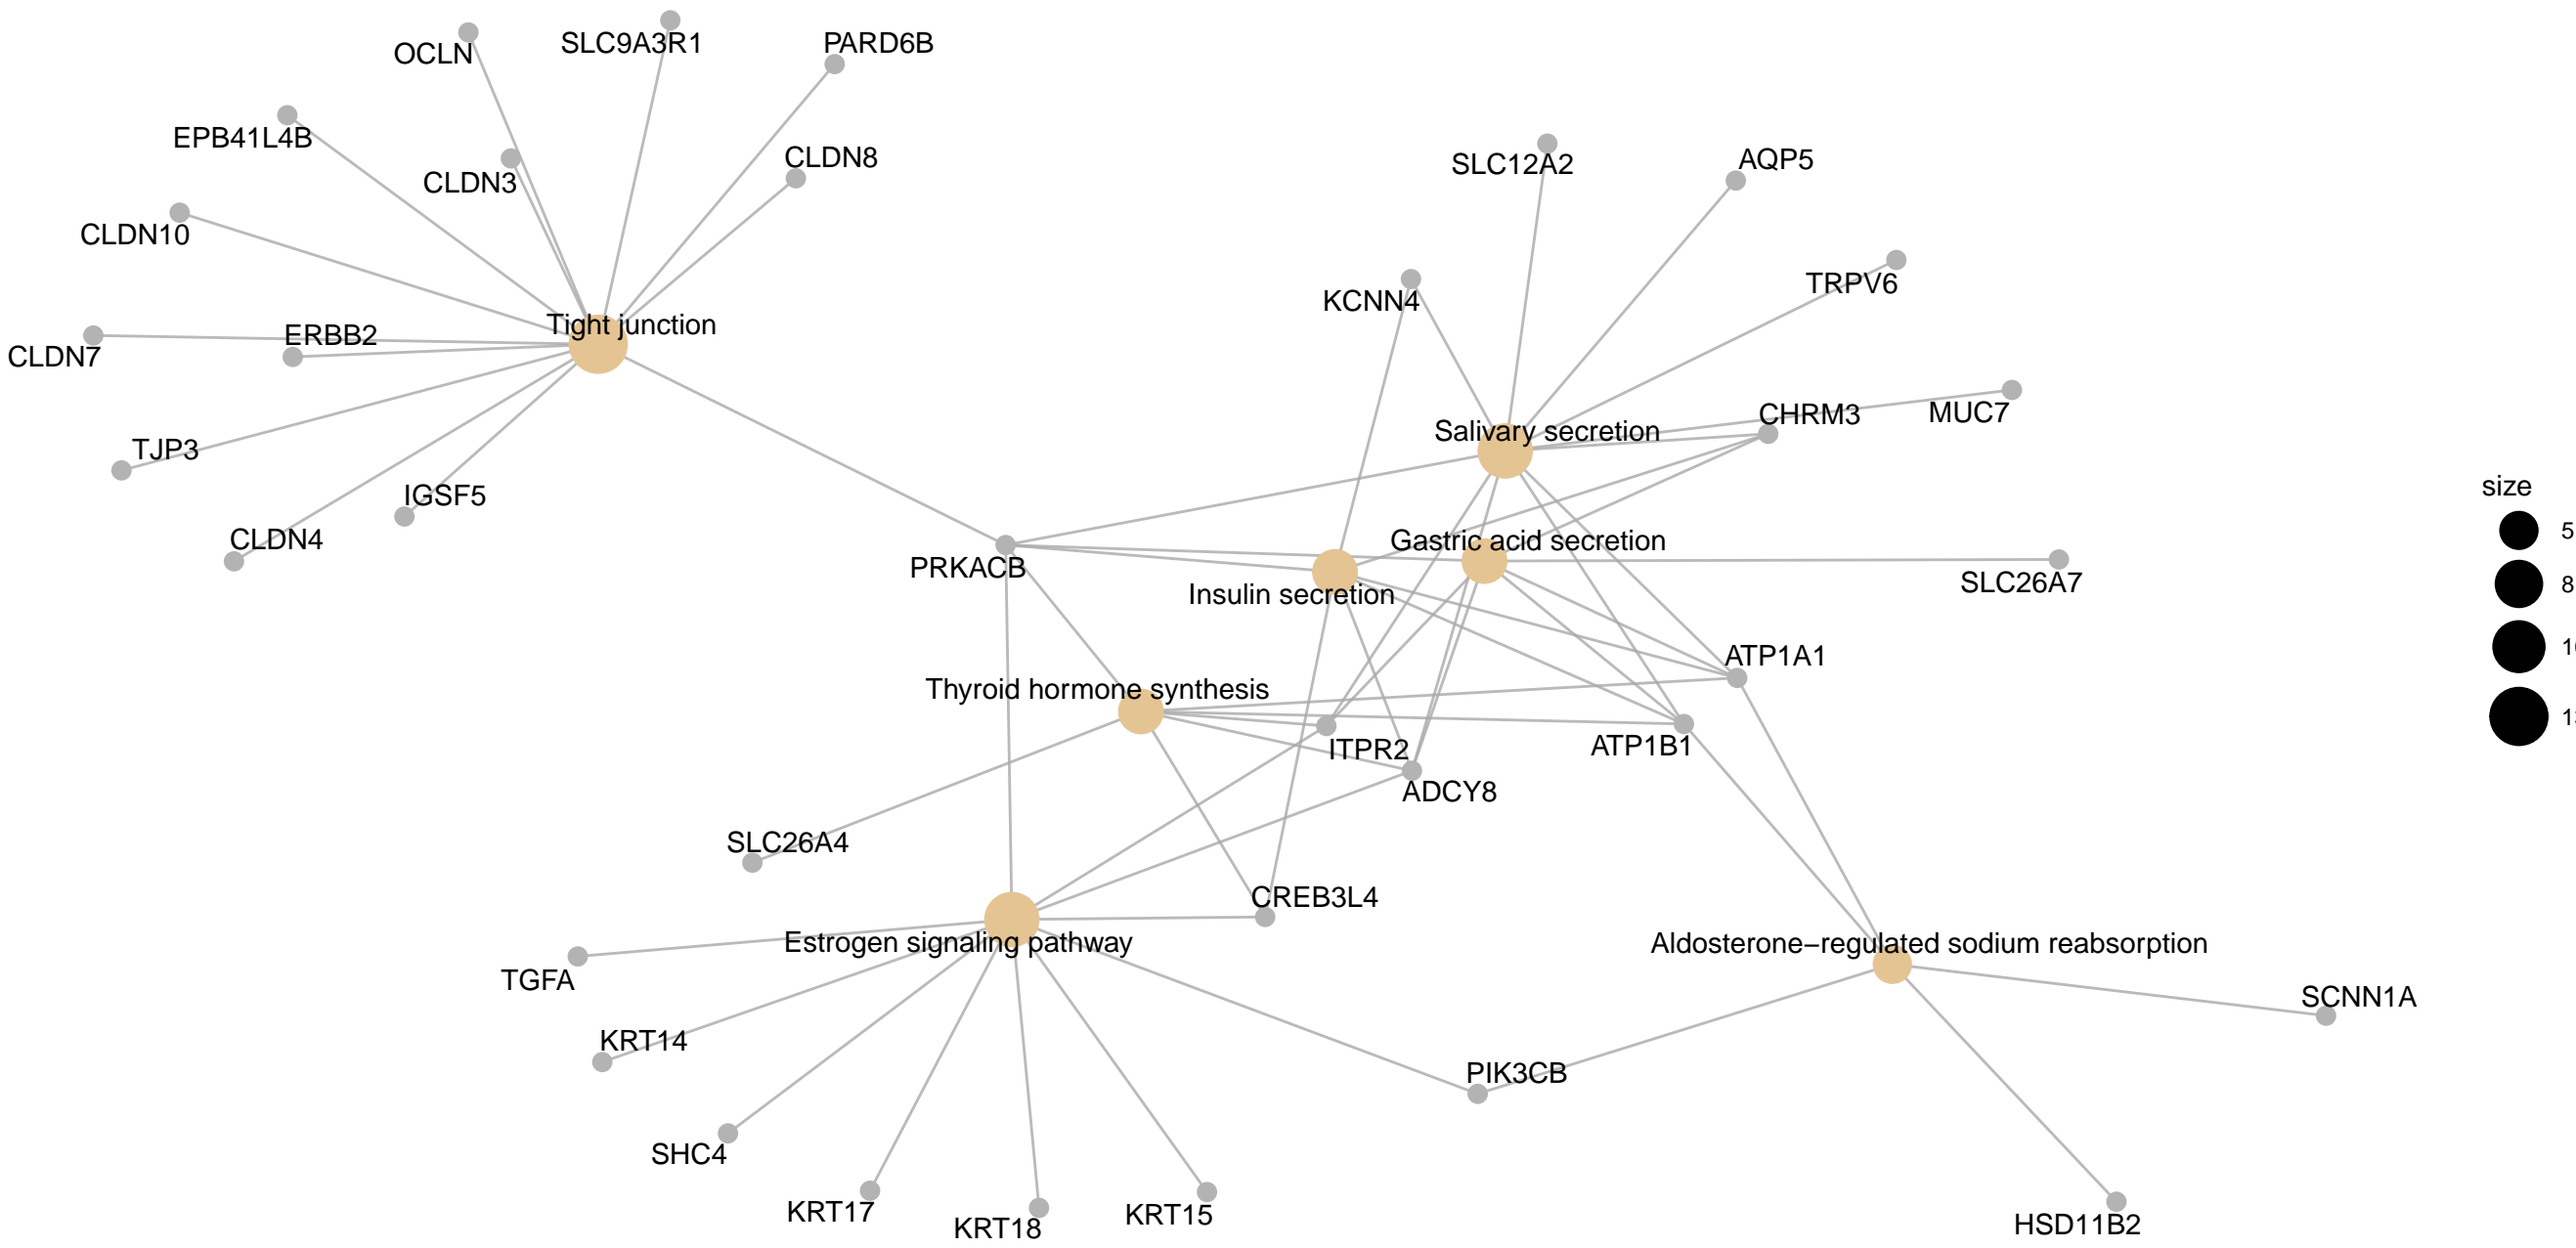 OCLN
SLC9A3R1
PARD6B
EPB41L4B
CLDN3
CLDN8
SLC12A2
AQP5
CLDN10
KCNN4
TRPV6
CLDN7
ERBB2
Tight junction
TJP3
Salivary secretion
CHRM3
MUC7
IGSF5
CLDN4
size
5
8
PRKACB
Gastric acid secretion
Insulin secretion
SLC26A7
Thyroid hormone synthesis
ATP1A1
ITPR2
ATP1B1
ADCY8
SLC26A4
CREB3L4
Estrogen signaling pathway
Aldosterone−regulated sodium reabsorption
TGFA
SCNN1A
KRT14
PIK3CB
SHC4
KRT17
KRT18
KRT15
HSD11B2